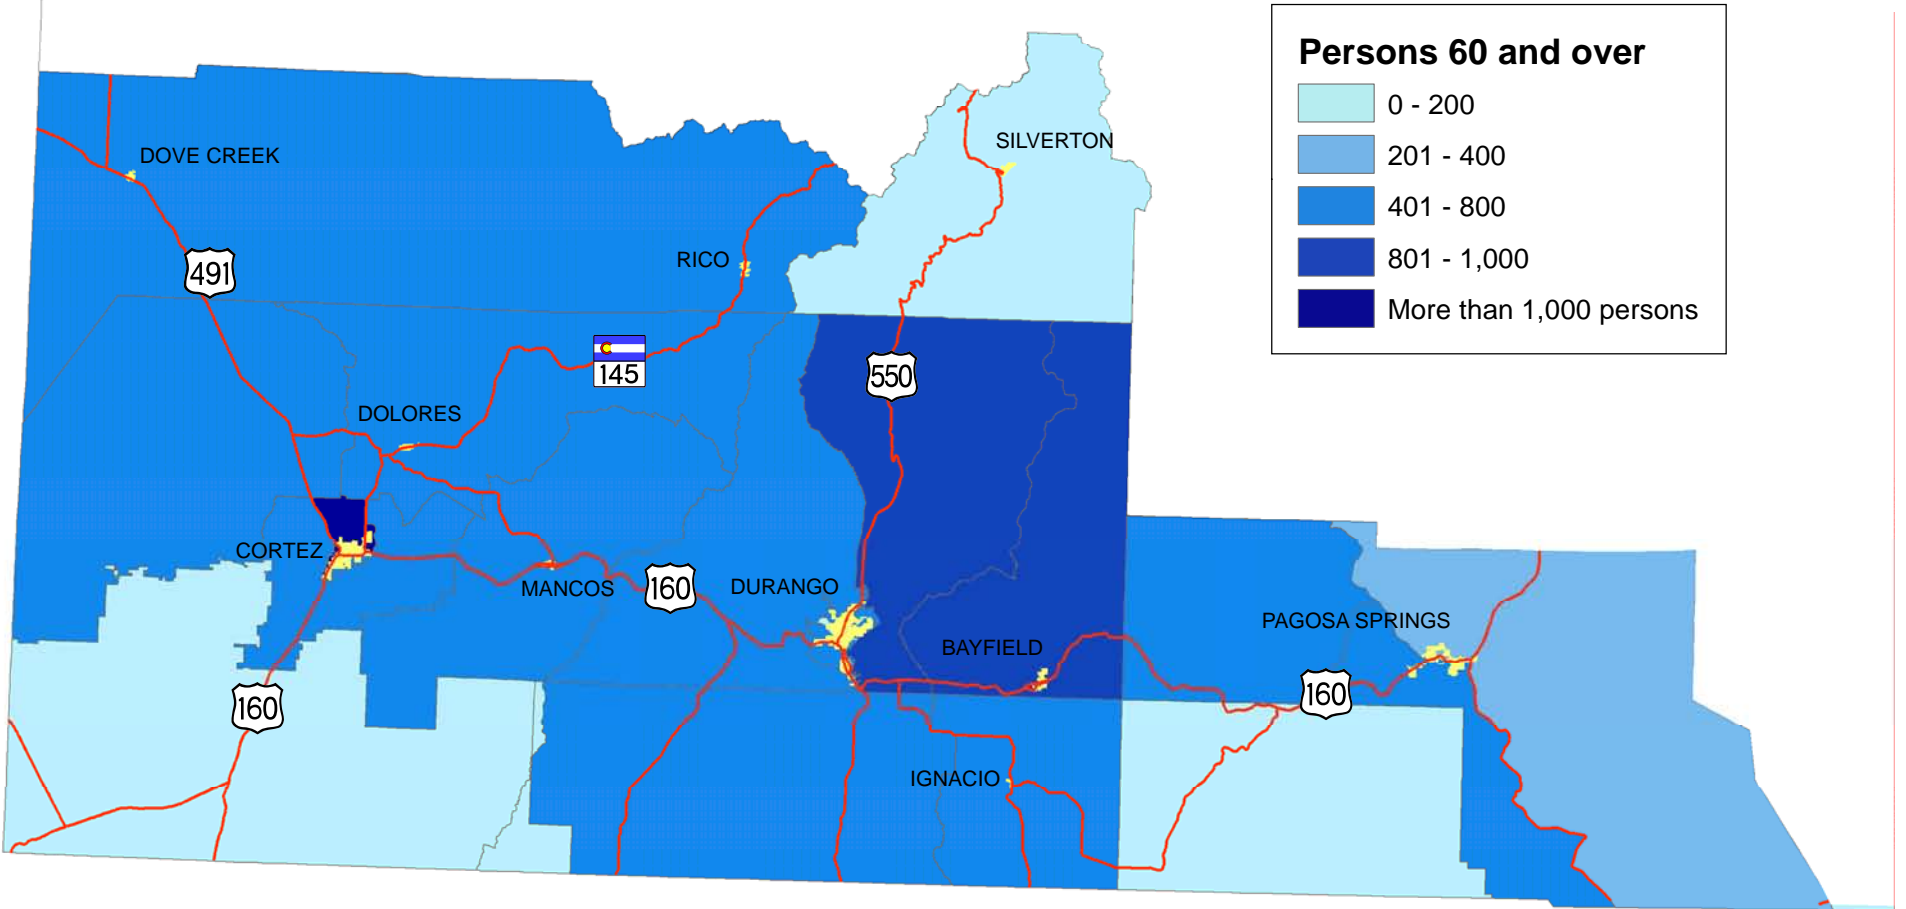 Persons 60 and over
0 - 200
201 - 400
401 - 800
801 - 1,000
More than 1,000 persons
SILVERTON
DOVE CREEK
RICO
491
145
550
DOLORES
CORTEZ
MANCOS
160
DURANGO
PAGOSA SPRINGS
BAYFIELD
160
160
IGNACIO